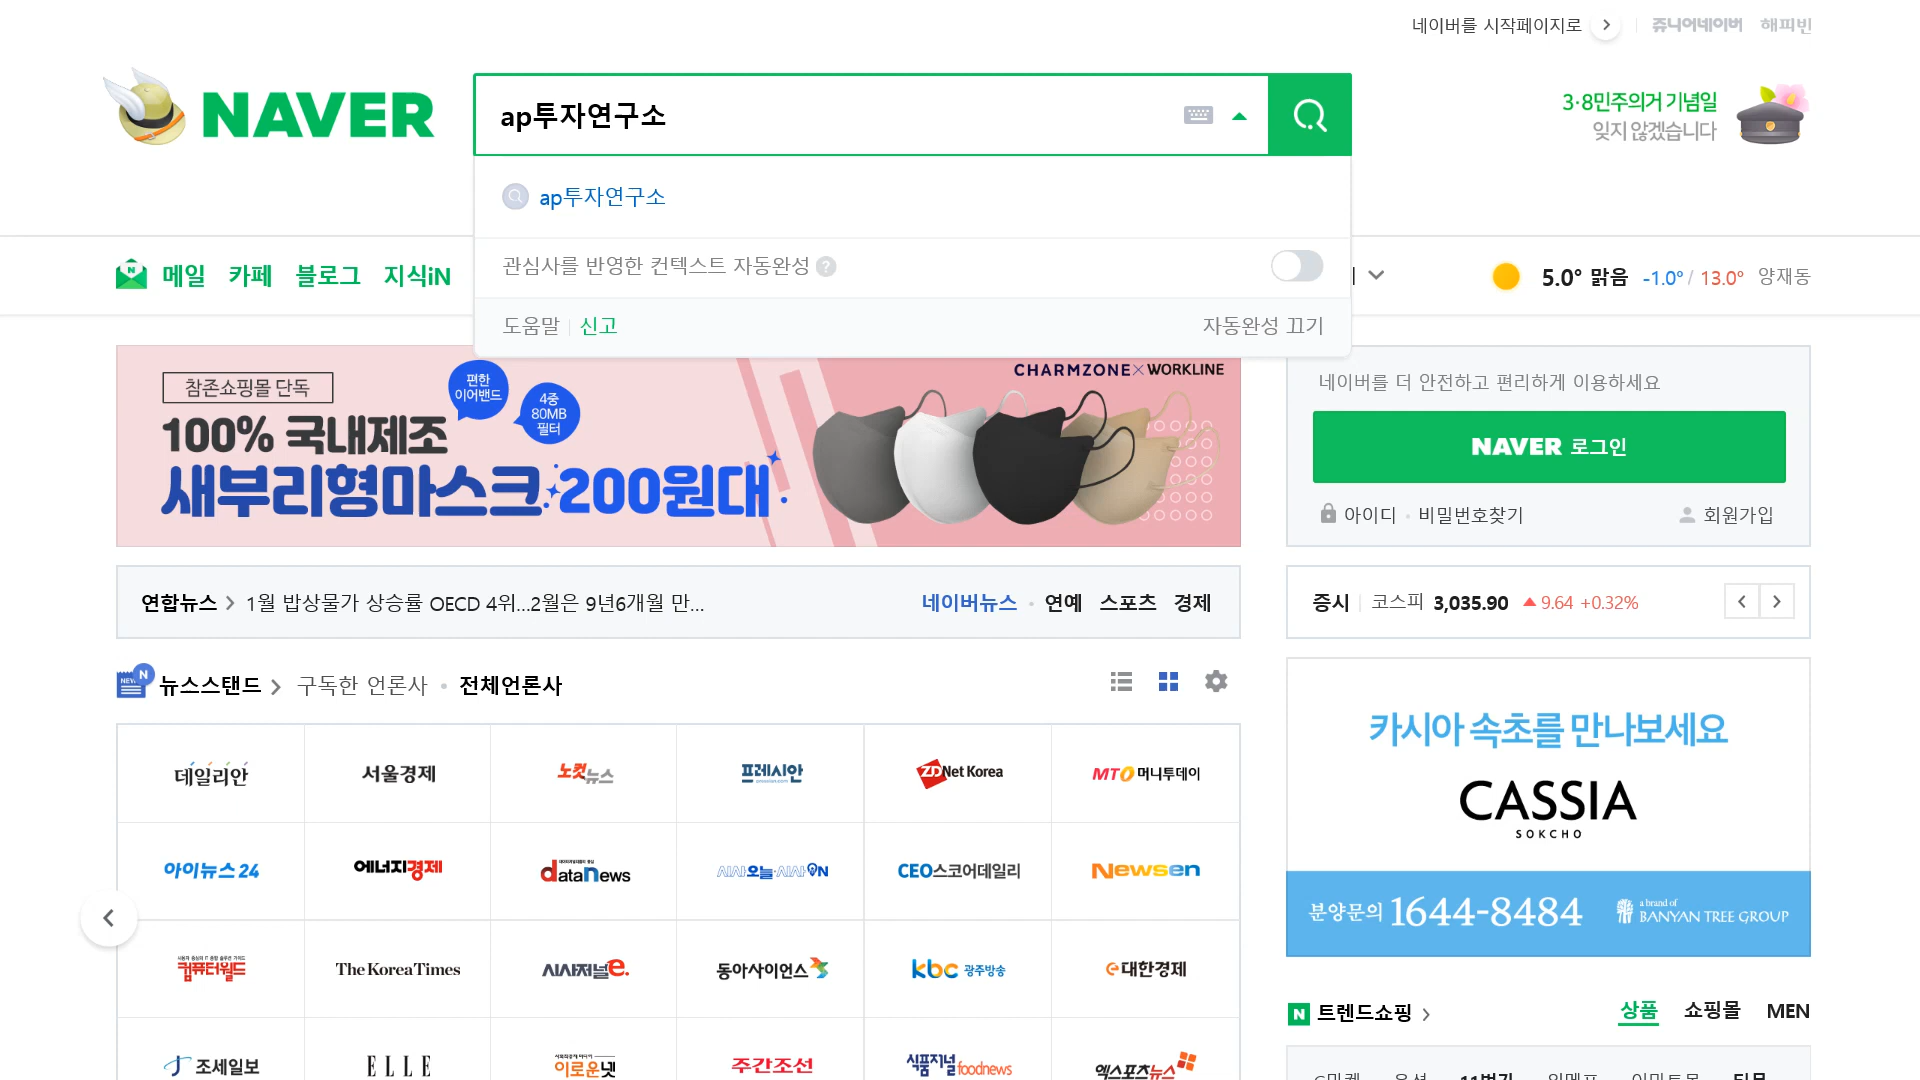 네이버를 시작페이지로
쥬니어네이버 해피빈
NAVER
ap투자연구소
3·8민주의거 기념일
잊지 않겠습니다
ap투자연구소
관심사를 반영한 컨텍스트 자동완성 ?
도움말 신고 자동완성 끄기
메일 카페 블로그 지식iN
5.0° 맑음 -1.0° / 13.0° 양재동
참존쇼핑몰 단독
100% 국내제조
새부리형마스크 200원대
편한
이어밴드
4중
80MB
필터
CHARMZONE×WORKLINE
네이버를 더 안전하고 편리하게 이용하세요
NAVER 로그인
아이디 · 비밀번호찾기 회원가입
연합뉴스 > 1월 밥상물가 상승률 OECD 4위...2월은 9년6개월 만...
네이버뉴스 · 연예 스포츠 경제
증시 코스피 3,035.90 ▲ 9.64 +0.32%
뉴스스탠드 > 구독한 언론사 · 전체언론사
데일리안 서울경제 노컷뉴스 프레시안 ZDNet Korea MTO 머니투데이
아이뉴스24 에너지경제 dataNews 시사오늘·시사ON CEO스코어데일리 Newsen
컴퓨터월드 The Korea Times 시사저널e. 동아사이언스 kbc 광주방송 e대한경제
조세일보 ELLE 이로운넷 주간조선 식품저널 foodnews 엑스포츠뉴스
카시아 속초를 만나보세요
CASSIA
SOKCHO
분양문의 1644-8484
a brand of
BANYAN TREE GROUP
N 트렌드쇼핑 >
상품 쇼핑몰 MEN